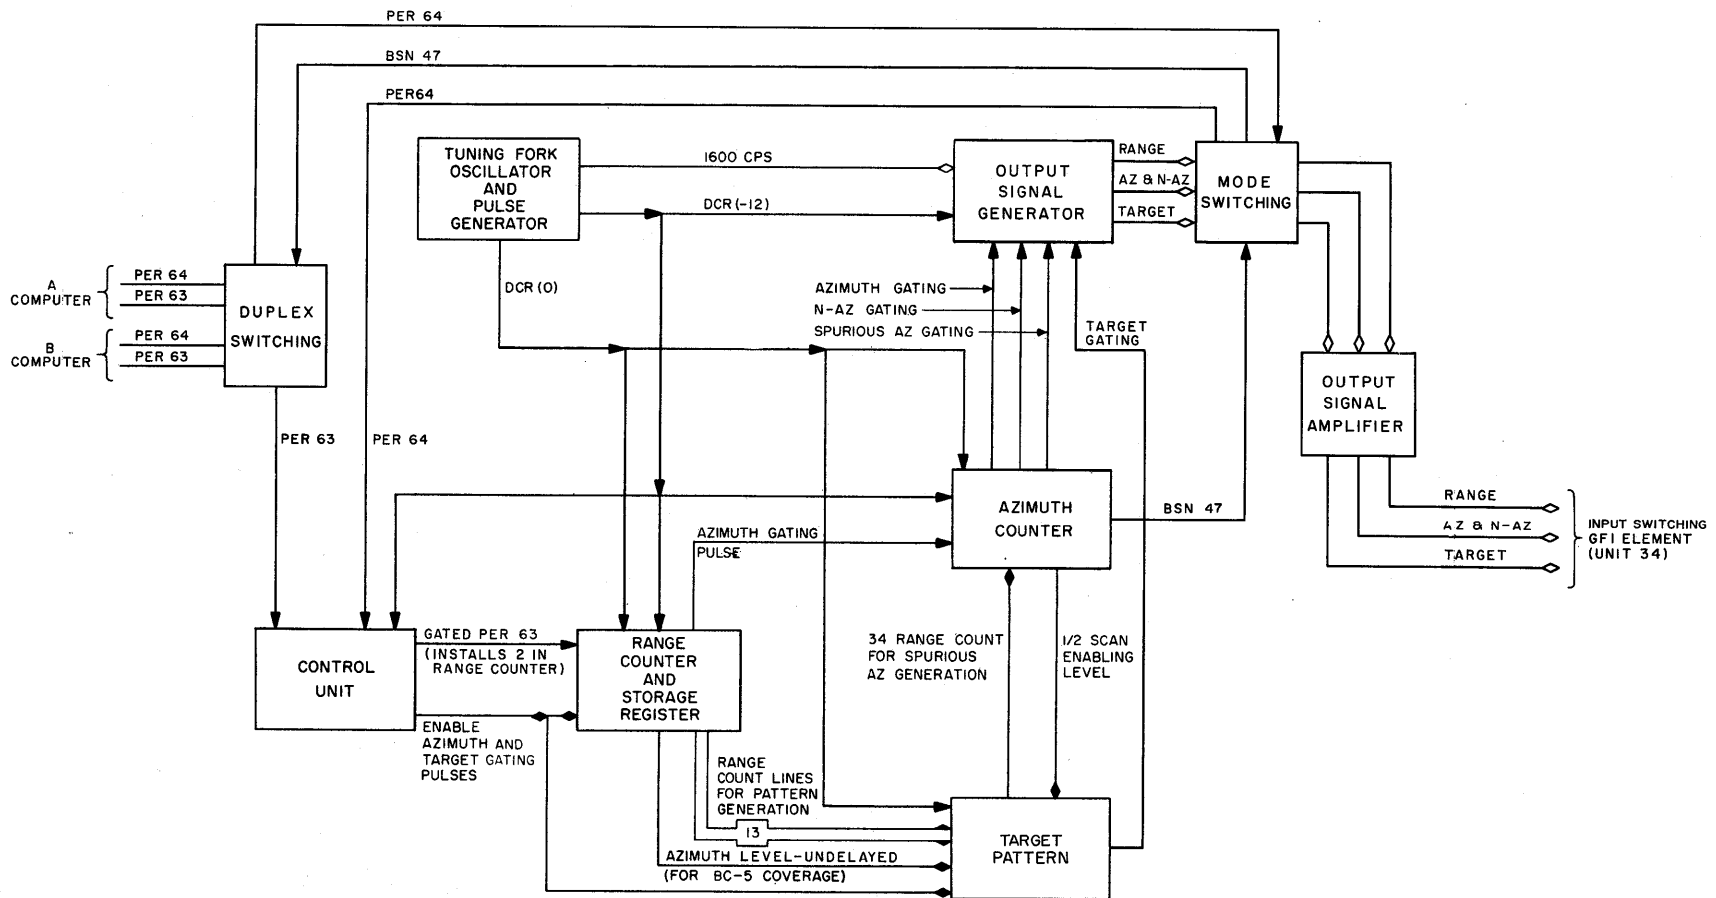 PER 64
BSN 47
PER64
TUNING FORK
OSCILLATOR
AND
PULSE
GENERATOR
1600 CPS
DCR (-12)
DCR (0)
OUTPUT
SIGNAL
GENERATOR
RANGE
AZ & N-AZ
TARGET
MODE
SWITCHING
A
COMPUTER
PER 64
PER 63
B
COMPUTER
PER 64
PER 63
DUPLEX
SWITCHING
AZIMUTH GATING
N-AZ GATING
SPURIOUS AZ GATING
TARGET
GATING
OUTPUT
SIGNAL
AMPLIFIER
PER 63
PER 64
AZIMUTH
COUNTER
BSN 47
RANGE
AZ & N-AZ
TARGET
INPUT SWITCHING
GFI ELEMENT
(UNIT 34)
AZIMUTH GATING
PULSE
CONTROL
UNIT
GATED PER 63
(INSTALLS 2 IN
RANGE COUNTER)
RANGE
COUNTER
AND
STORAGE
REGISTER
34 RANGE COUNT
FOR SPURIOUS
AZ GENERATION
1/2 SCAN
ENABLING
LEVEL
ENABLE
AZIMUTH AND
TARGET GATING
PULSES
RANGE
COUNT LINES
FOR PATTERN
GENERATION
13
AZIMUTH LEVEL-UNDELAYED
(FOR BC-5 COVERAGE)
TARGET
PATTERN